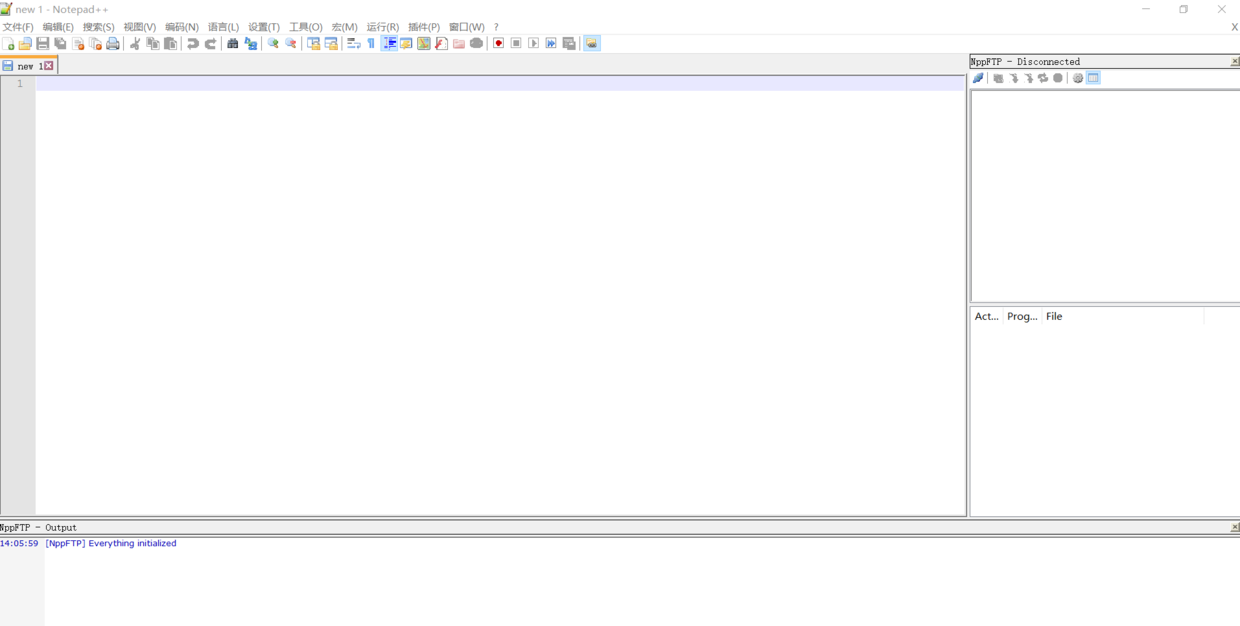 new 1 - Notepad++
文件(F) 编辑(E) 搜索(S) 视图(V) 编码(N) 语言(L) 设置(T) 工具(O) 宏(M) 运行(R) 插件(P) 窗口(W) ? X
new 1
NppFTP - Disconnected
1
Act... Prog... File
NppFTP - Output
14:05:59 [NppFTP] Everything initialized